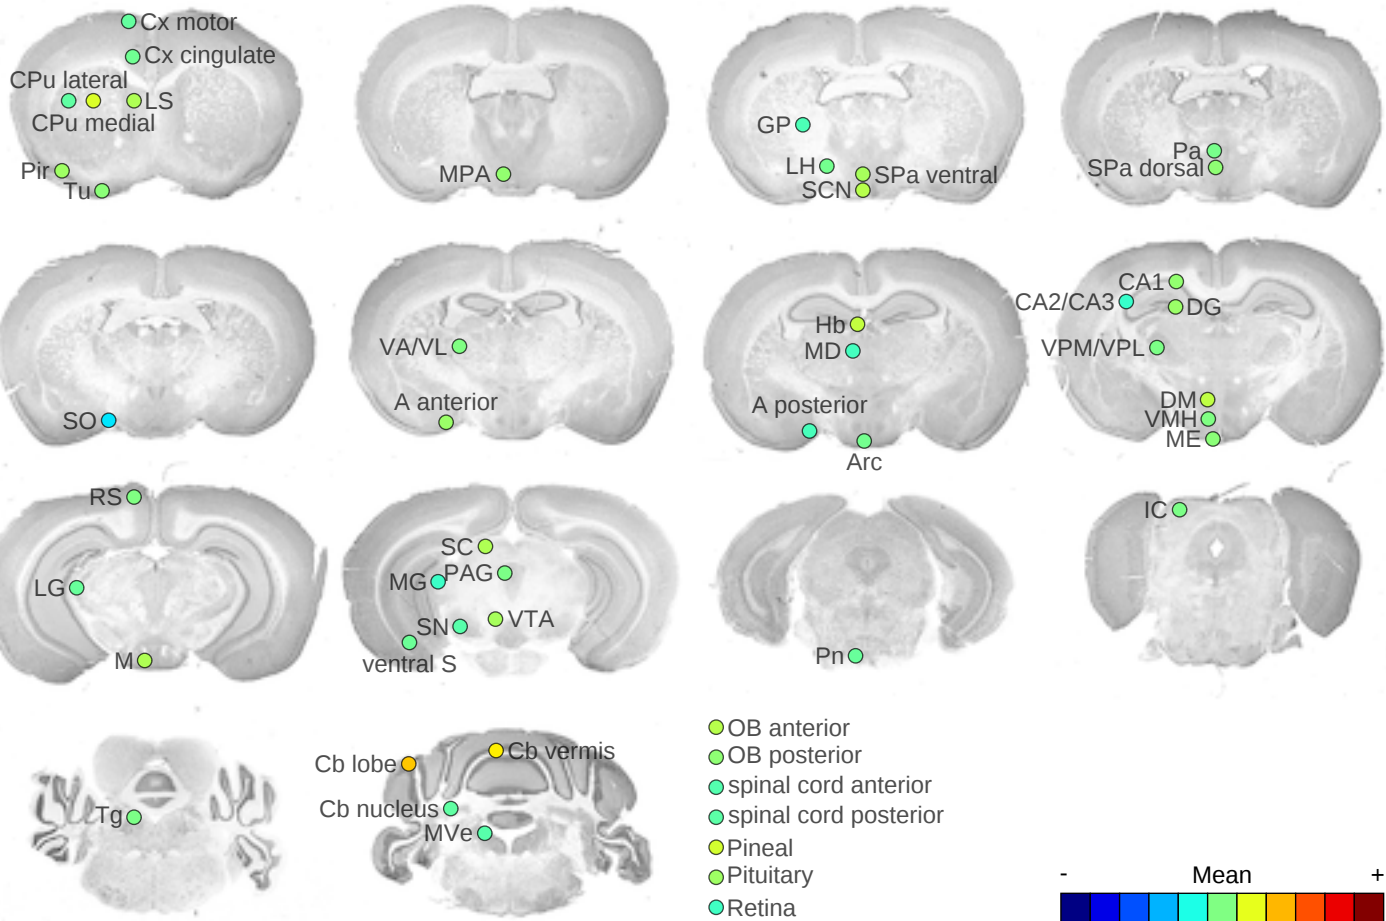 Cx motor
Cx cingulate
CPu lateral
LS
CPu medial
Pir
Tu
MPA
GP
LH
SPa ventral
SCN
Pa
SPa dorsal
SO
VA/VL
A anterior
Hb
MD
A posterior
Arc
CA1
CA2/CA3
DG
VPM/VPL
DM
VMH
ME
RS
LG
M
SC
MG
PAG
SN
VTA
ventral S
Pn
IC
Tg
Cb lobe
Cb vermis
Cb nucleus
MVe
OB anterior
OB posterior
spinal cord anterior
spinal cord posterior
Pineal
Pituitary
Retina
- Mean +